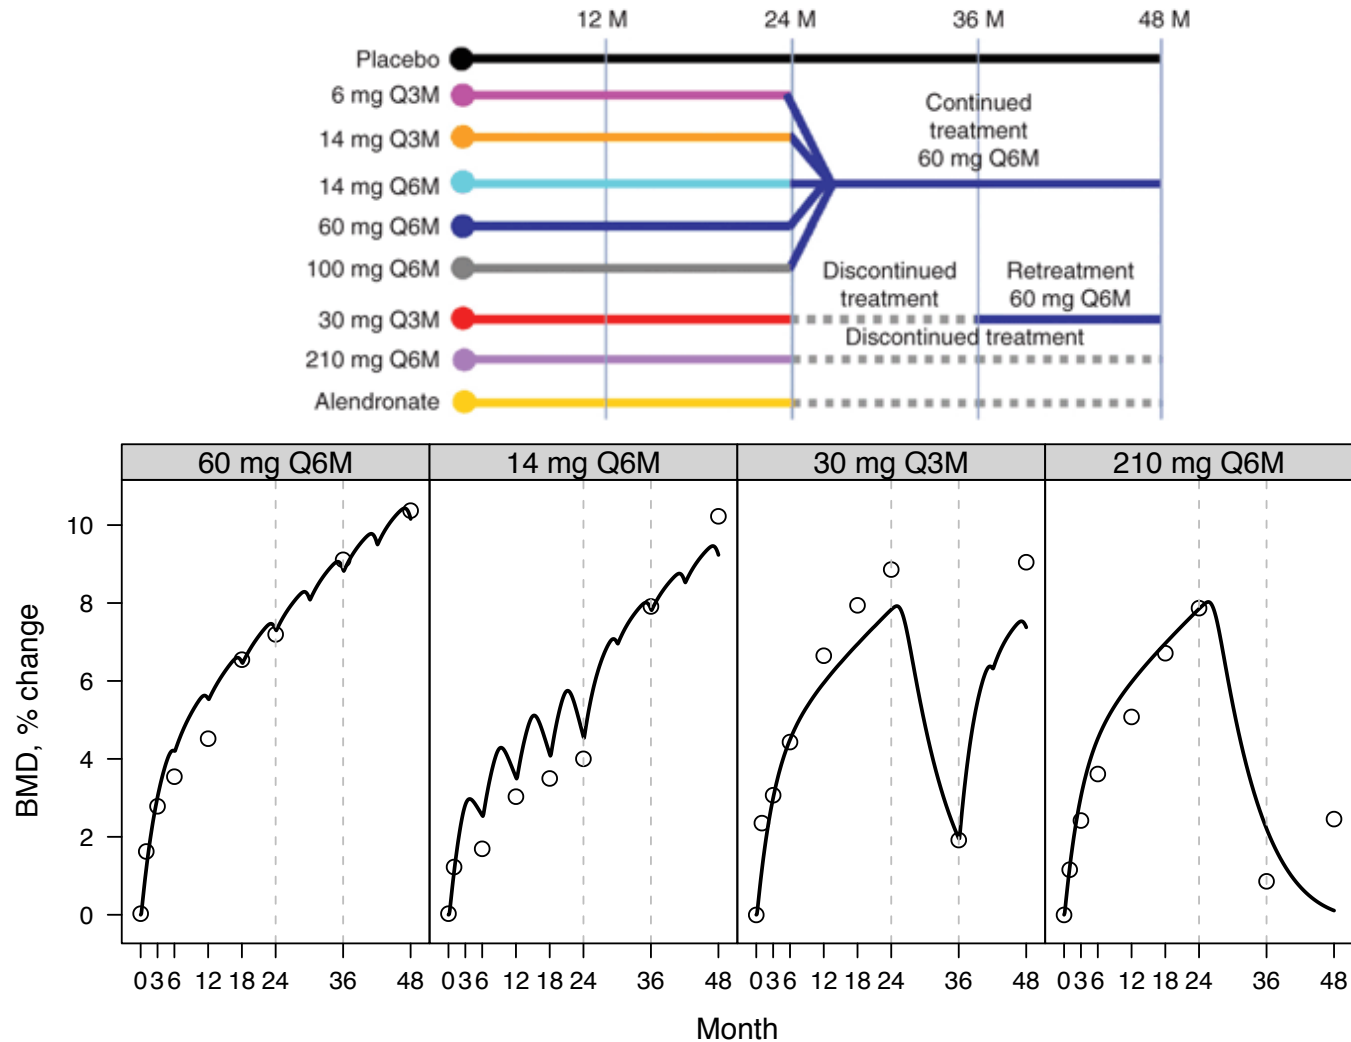 12 M 24 M 36 M 48 M
Placebo
6 mg Q3M
14 mg Q3M
14 mg Q6M
60 mg Q6M
100 mg Q6M
30 mg Q3M
210 mg Q6M
Alendronate
Continued
treatment
60 mg Q6M
Discontinued
treatment
Retreatment
60 mg Q6M
Discontinued treatment
60 mg Q6M 14 mg Q6M 30 mg Q3M 210 mg Q6M
BMD, % change
10
8
6
4
2
0
0 3 6 12 18 24 36 48 0 3 6 12 18 24 36 48 0 3 6 12 18 24 36 48 0 3 6 12 18 24 36 48
Month